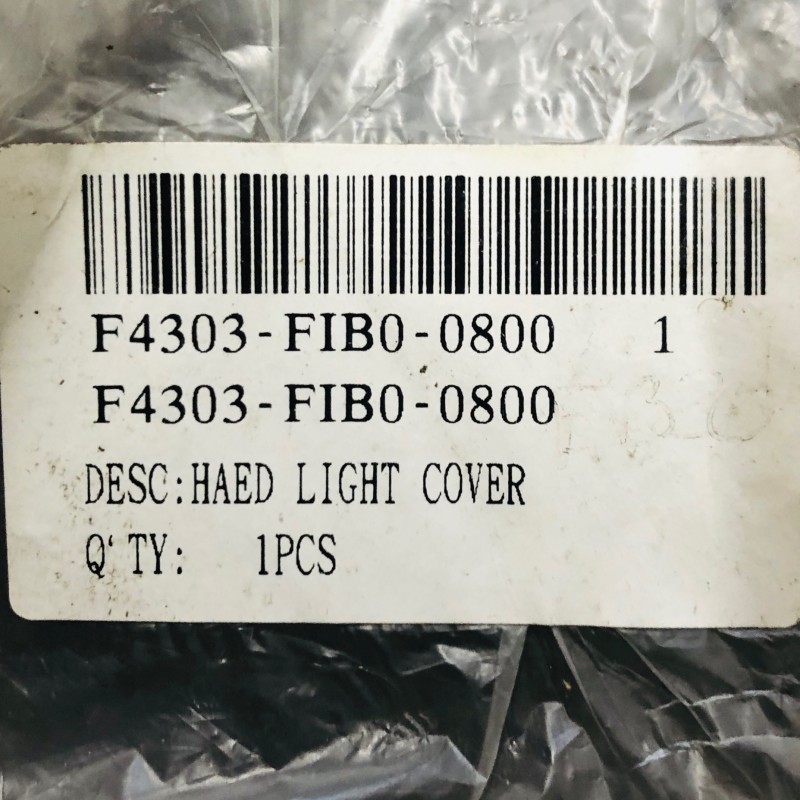 F4303-FIB0-0800 1
F4303-FIB0-0800
DESC:HAED LIGHT COVER
Q'TY: 1PCS